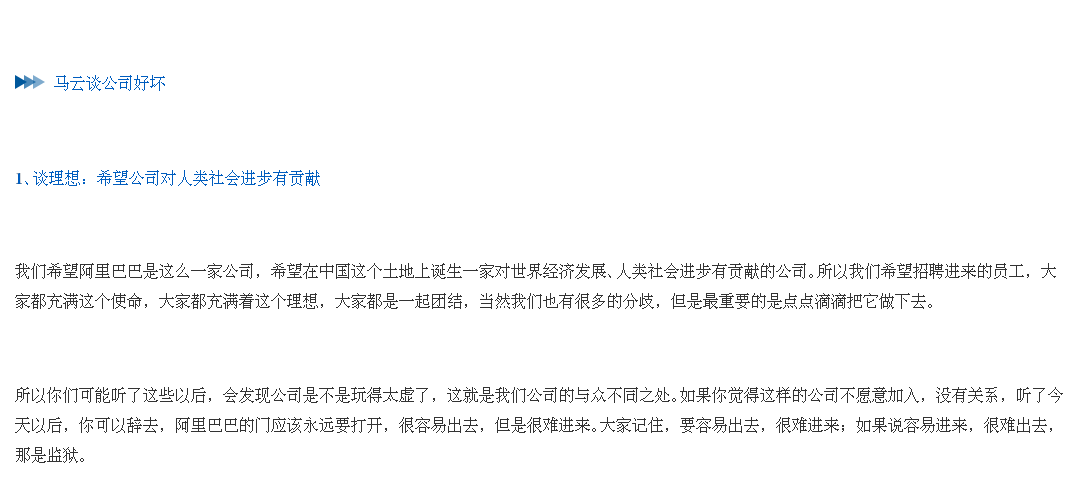 马云谈公司好坏
1、谈理想：希望公司对人类社会进步有贡献
我们希望阿里巴巴是这么一家公司，希望在中国这个土地上诞生一家对世界经济发展、人类社会进步有贡献的公司。所以我们希望招聘进来的员工，大
家都充满这个使命，大家都充满着这个理想，大家都是一起团结，当然我们也有很多的分歧，但是最重要的是点点滴滴把它做下去。
所以你们可能听了这些以后，会发现公司是不是玩得太虚了，这就是我们公司的与众不同之处。如果你觉得这样的公司不愿意加入，没有关系，听了今
天以后，你可以辞去，阿里巴巴的门应该永远要打开，很容易出去，但是很难进来。大家记住，要容易出去，很难进来；如果说容易进来，很难出去，
那是监狱。